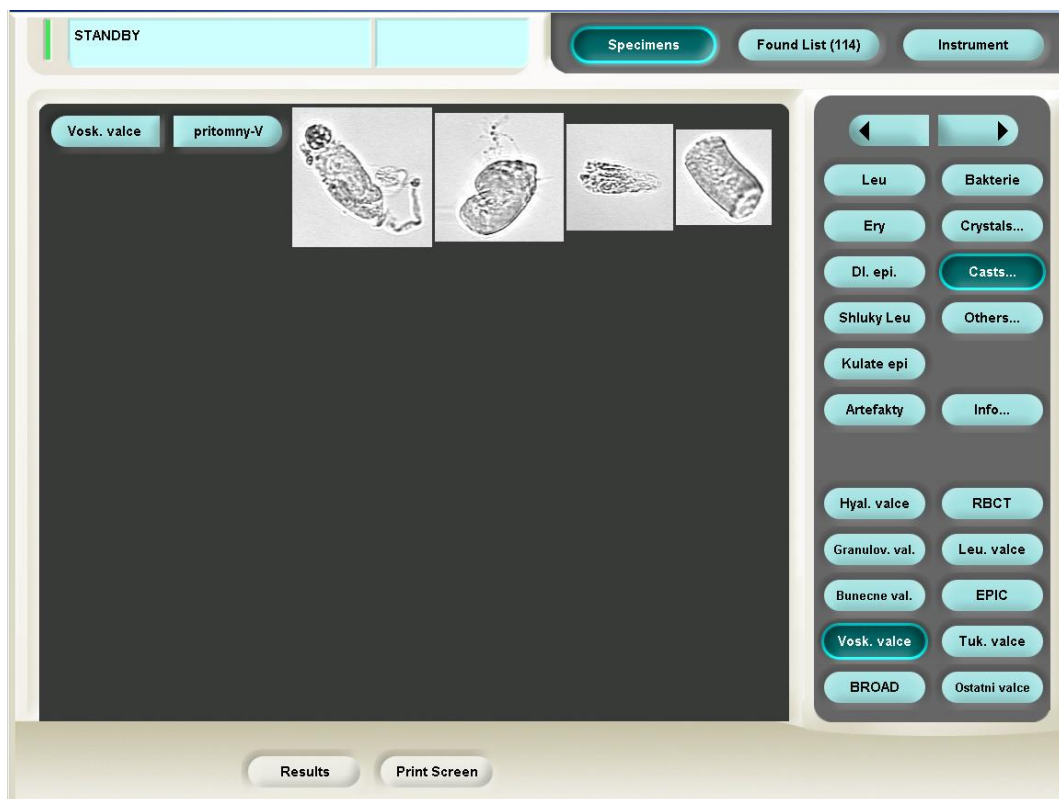 STANDBY
Specimens
Found List (114)
Instrument
Vosk. valce
pritomny-V
Leu
Bakterie
Ery
Crystals...
Dl. epi.
Casts...
Shluky Leu
Others...
Kulate epi
Artefakty
Info...
Hyal. valce
RBCT
Granulov. val.
Leu. valce
Bunecne val.
EPIC
Vosk. valce
Tuk. valce
BROAD
Ostatni valce
Results
Print Screen